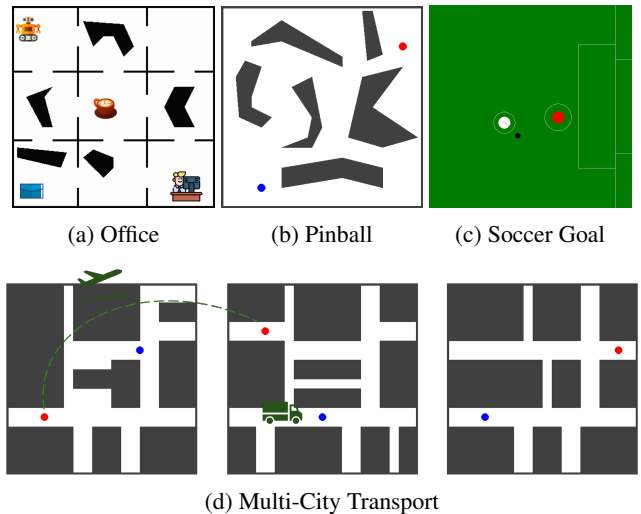 (a) Office
(b) Pinball
(c) Soccer Goal
(d) Multi-City Transport